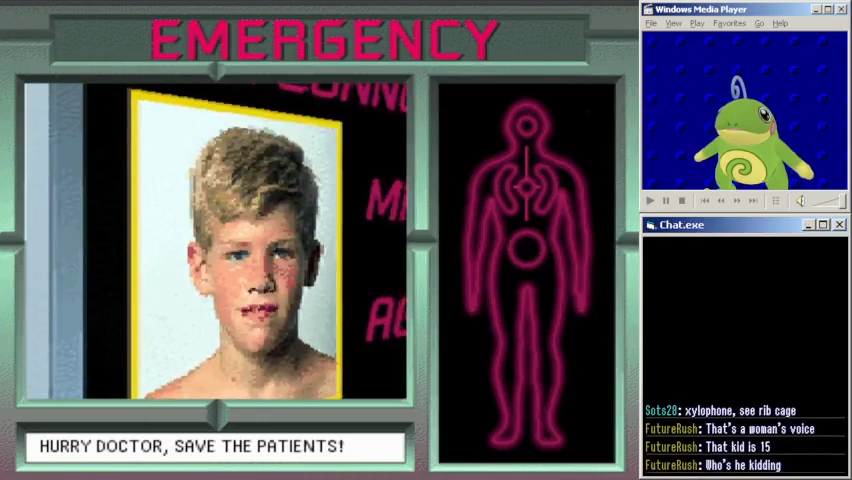 EMERGENCY
HURRY DOCTOR, SAVE THE PATIENTS!
Windows Media Player
File View Play Favorites Go Help
Chat.exe
Sots28: xylophone, see rib cage
FutureRush: That's a woman's voice
FutureRush: That kid is 15
FutureRush: Who's he kidding